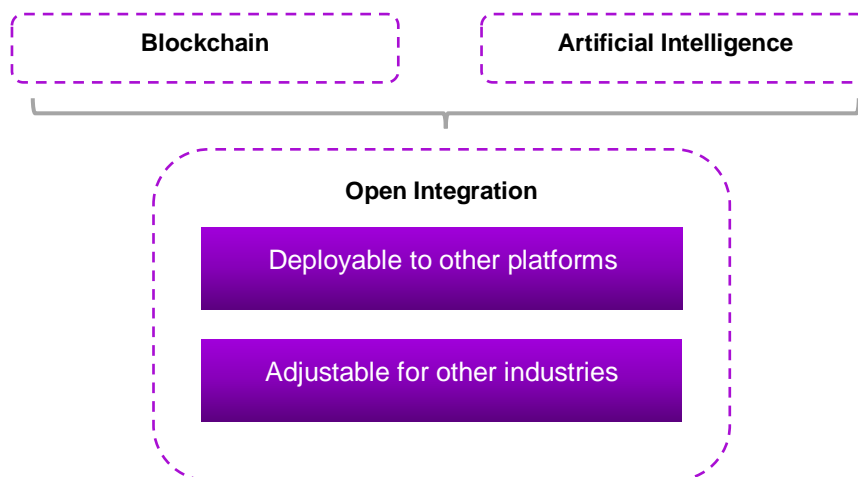 Blockchain
Artificial Intelligence
Open Integration
Deployable to other platforms
Adjustable for other industries